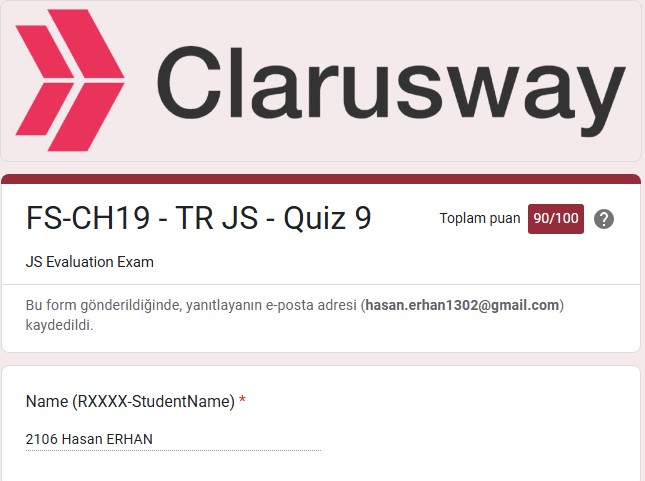 Clarusway
FS-CH19 - TR JS - Quiz 9
Toplam puan 90/100 ?
JS Evaluation Exam
Bu form gönderildiğinde, yanıtlayanın e-posta adresi (hasan.erhan1302@gmail.com)
kaydedildi.
Name (RXXXX-StudentName) *
2106 Hasan ERHAN